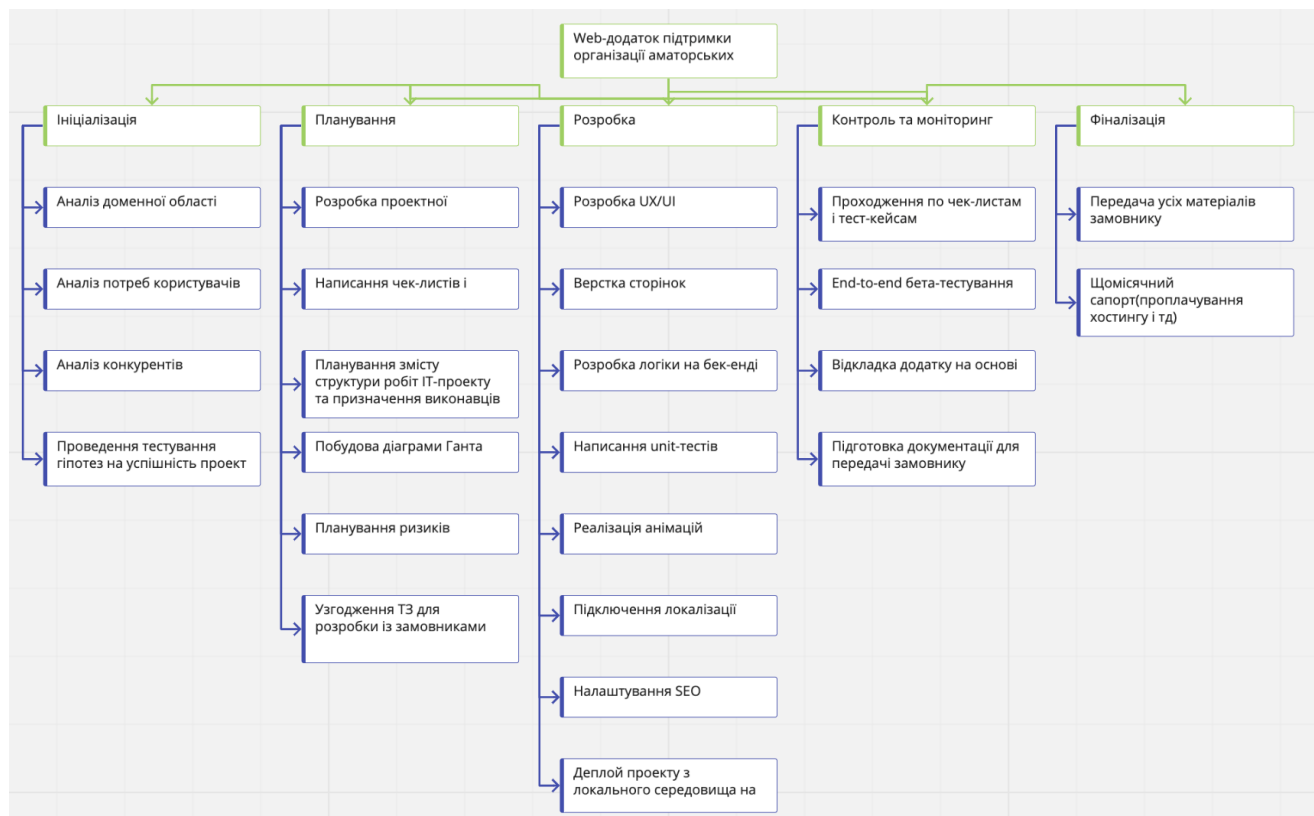 Web-додаток підтримки
організації аматорських
Ініціалізація
Аналіз доменної області
Аналіз потреб користувачів
Аналіз конкурентів
Проведення тестування
гіпотез на успішність проект
Планування
Розробка проектної
Написання чек-листів і
Планування змісту
структури робіт ІТ-проекту
та призначення виконавців
Побудова діаграми Ганта
Планування ризиків
Узгодження ТЗ для
розробки із замовниками
Розробка
Розробка UX/UI
Верстка сторінок
Розробка логіки на бек-енді
Написання unit-тестів
Реалізація анімацій
Підключення локалізації
Налаштування SEO
Деплой проекту з
локального середовища на
Контроль та моніторинг
Проходження по чек-листам
і тест-кейсам
End-to-end бета-тестування
Відкладка додатку на основі
Підготовка документації для
передачі замовнику
Фіналізація
Передача усіх матеріалів
замовнику
Щомісячний
сапорт(проплачування
хостингу і тд)